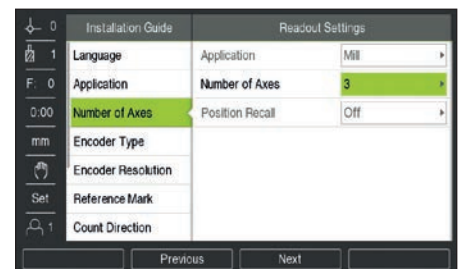 0 Installation Guide Readout Settings
1 Language Application Mill
F: 0 Application Number of Axes 3
0:00 Number of Axes Position Recall Off
mm Encoder Type
Encoder Resolution
Set Reference Mark
1 Count Direction
Previous Next